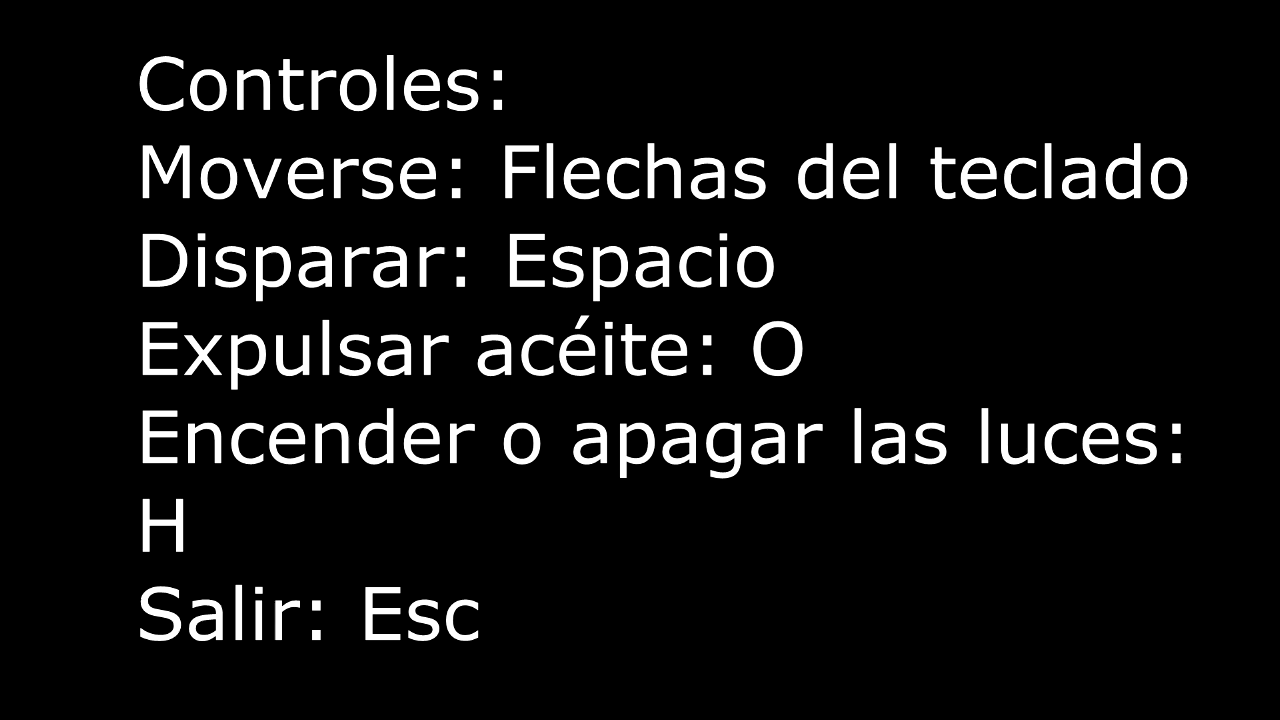 Controles:
Moverse: Flechas del teclado
Disparar: Espacio
Expulsar acéite: O
Encender o apagar las luces:
H
Salir: Esc